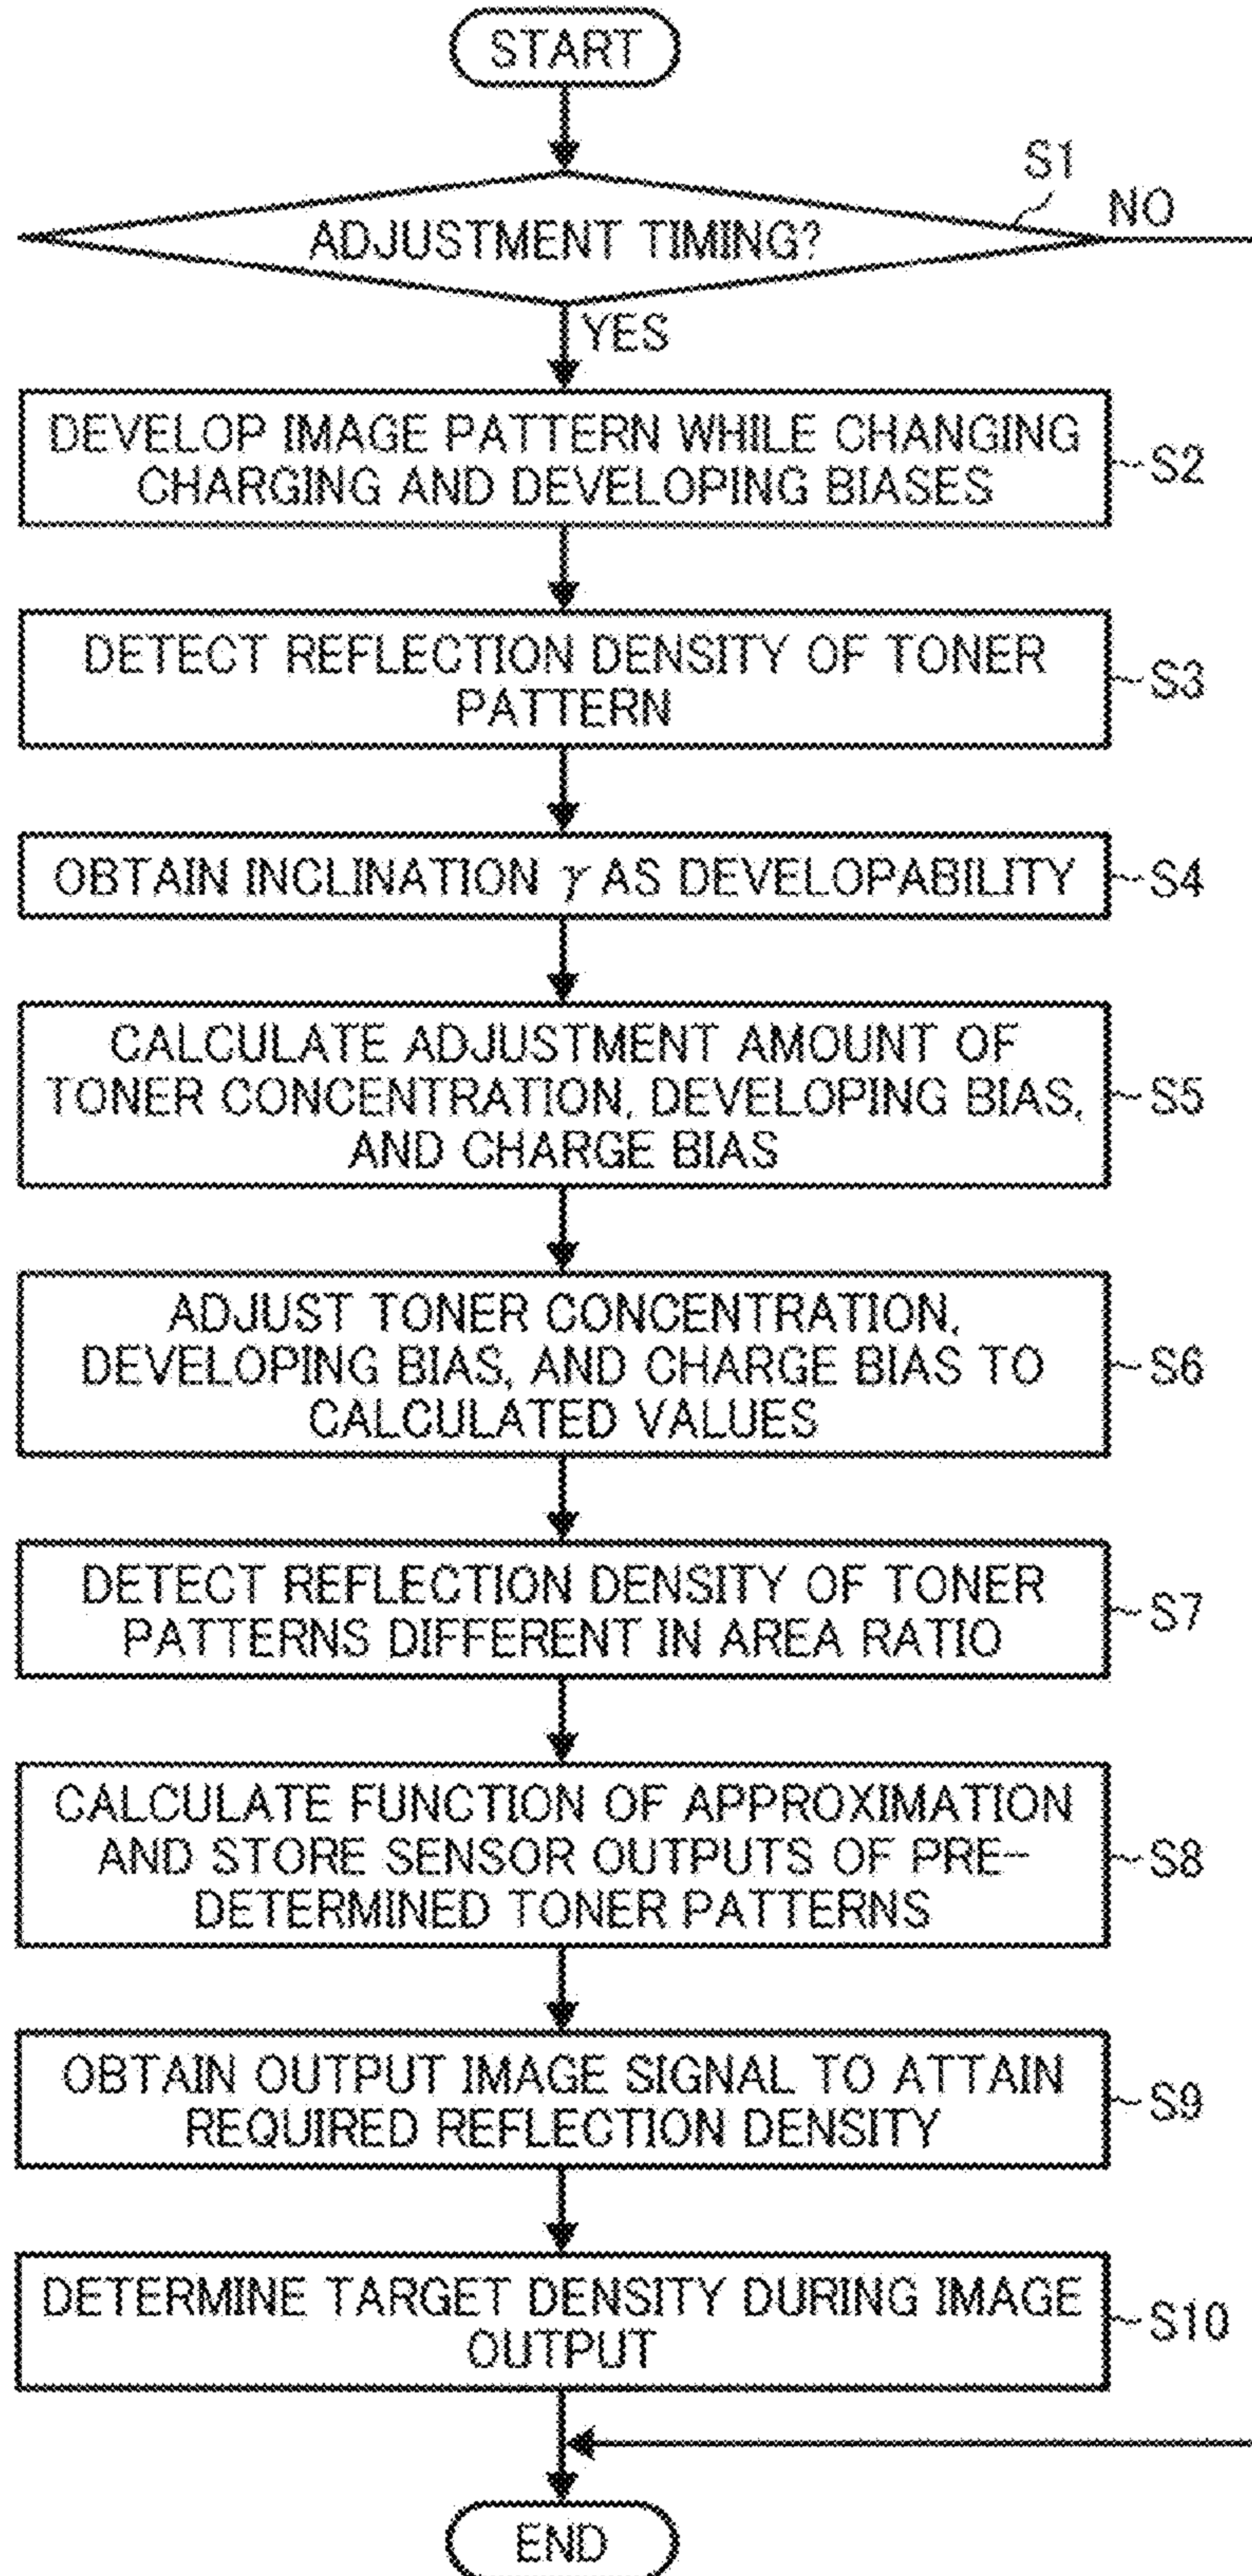 START
S1
ADJUSTMENT TIMING?
NO
YES
DEVELOP IMAGE PATTERN WHILE CHANGING
CHARGING AND DEVELOPING BIASES
S2
DETECT REFLECTION DENSITY OF TONER
PATTERN
S3
OBTAIN INCLINATION γ AS DEVELOPABILITY
S4
CALCULATE ADJUSTMENT AMOUNT OF
TONER CONCENTRATION, DEVELOPING BIAS,
AND CHARGE BIAS
S5
ADJUST TONER CONCENTRATION,
DEVELOPING BIAS, AND CHARGE BIAS TO
CALCULATED VALUES
S6
DETECT REFLECTION DENSITY OF TONER
PATTERNS DIFFERENT IN AREA RATIO
S7
CALCULATE FUNCTION OF APPROXIMATION
AND STORE SENSOR OUTPUTS OF PRE-
DETERMINED TONER PATTERNS
S8
OBTAIN OUTPUT IMAGE SIGNAL TO ATTAIN
REQUIRED REFLECTION DENSITY
S9
DETERMINE TARGET DENSITY DURING IMAGE
OUTPUT
S10
END